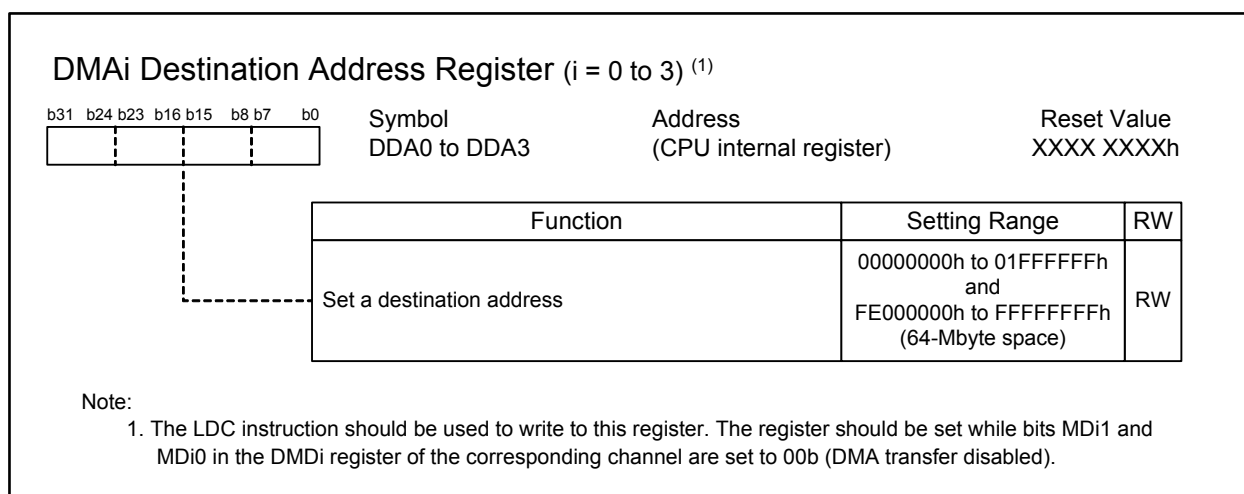 DMAi Destination Address Register (i = 0 to 3) (1)
b31 b24 b23 b16 b15 b8 b7 b0
Symbol Address Reset Value
DDA0 to DDA3 (CPU internal register) XXXX XXXXh
Function Setting Range RW
Set a destination address 00000000h to 01FFFFFFh
and
FE000000h to FFFFFFFFh
(64-Mbyte space) RW
Note:
1. The LDC instruction should be used to write to this register. The register should be set while bits MDi1 and
MDi0 in the DMDi register of the corresponding channel are set to 00b (DMA transfer disabled).